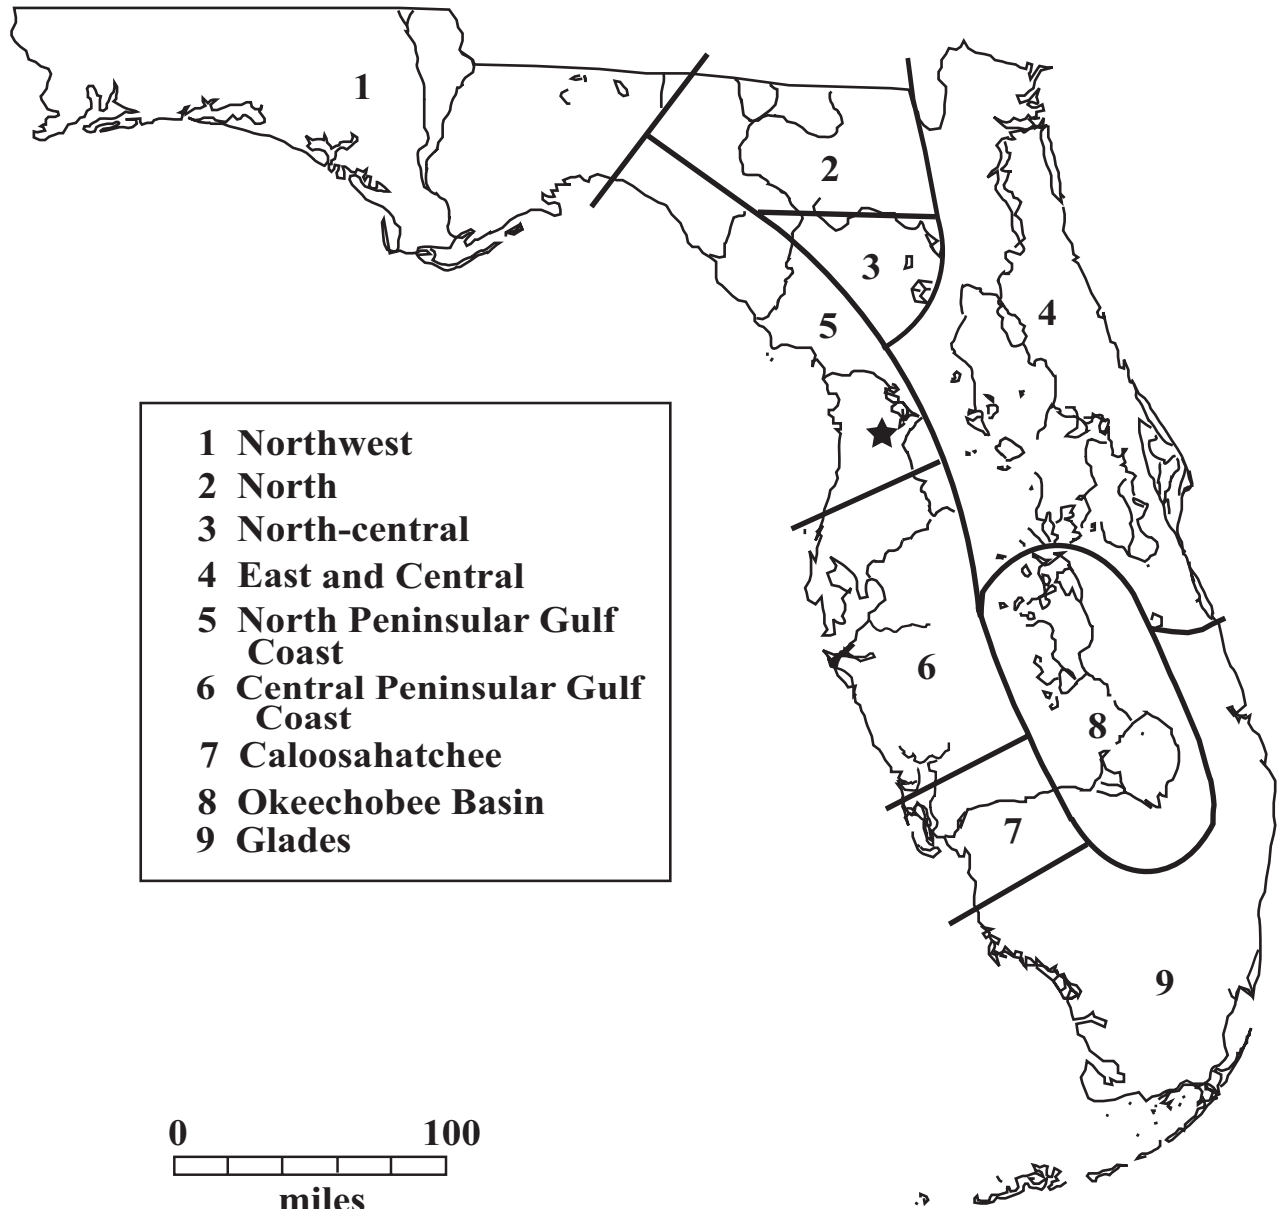 1
2
3
4
5
1 Northwest
2 North
3 North-central
4 East and Central
5 North Peninsular Gulf
Coast
6 Central Peninsular Gulf
Coast
7 Caloosahatchee
8 Okeechobee Basin
9 Glades
6
8
7
9
0 100
miles